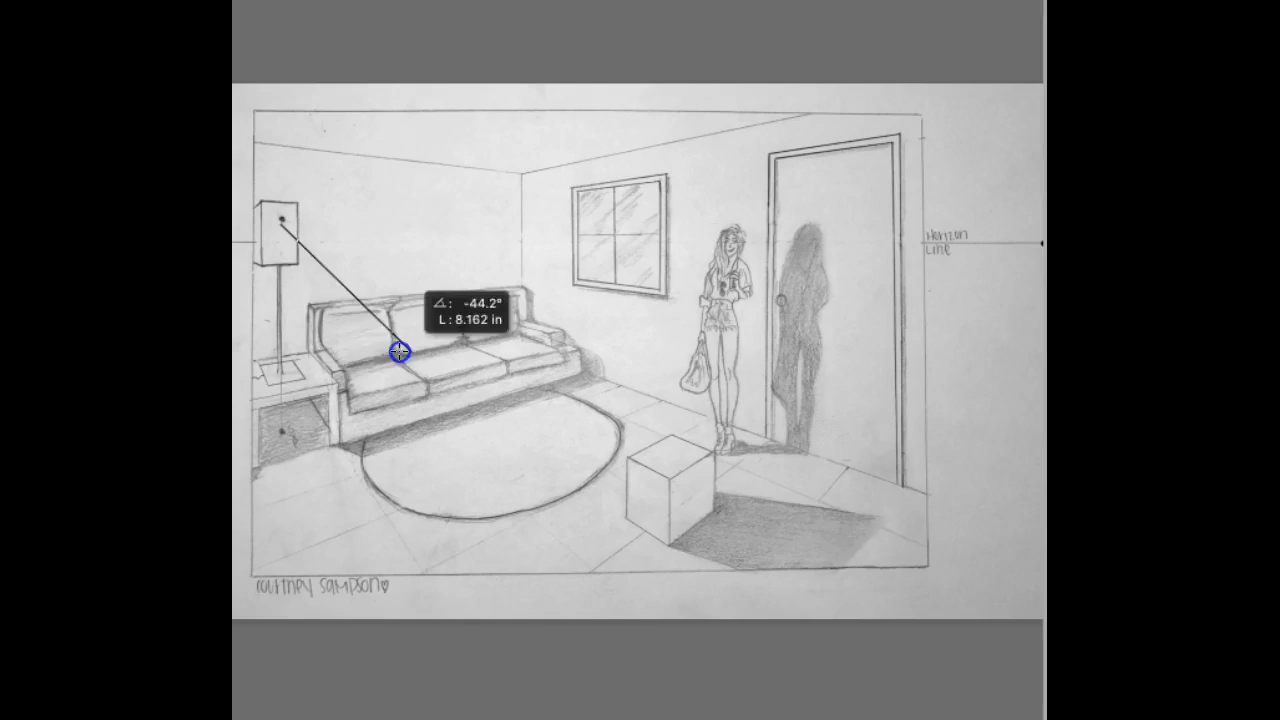 Horizon
Line
∠: -44.2°
L: 8.162 in
courtney sampson♡